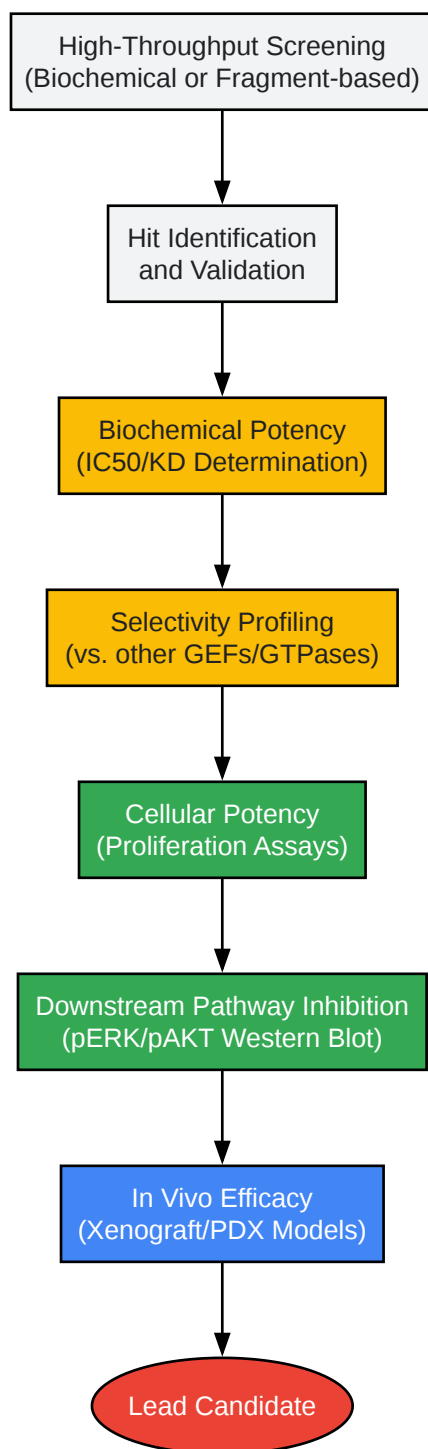 High-Throughput Screening
(Biochemical or Fragment-based)
Hit Identification
and Validation
Biochemical Potency
(IC50/KD Determination)
Selectivity Profiling
(vs. other GEFs/GTPases)
Cellular Potency
(Proliferation Assays)
Downstream Pathway Inhibition
(pERK/pAKT Western Blot)
In Vivo Efficacy
(Xenograft/PDX Models)
Lead Candidate